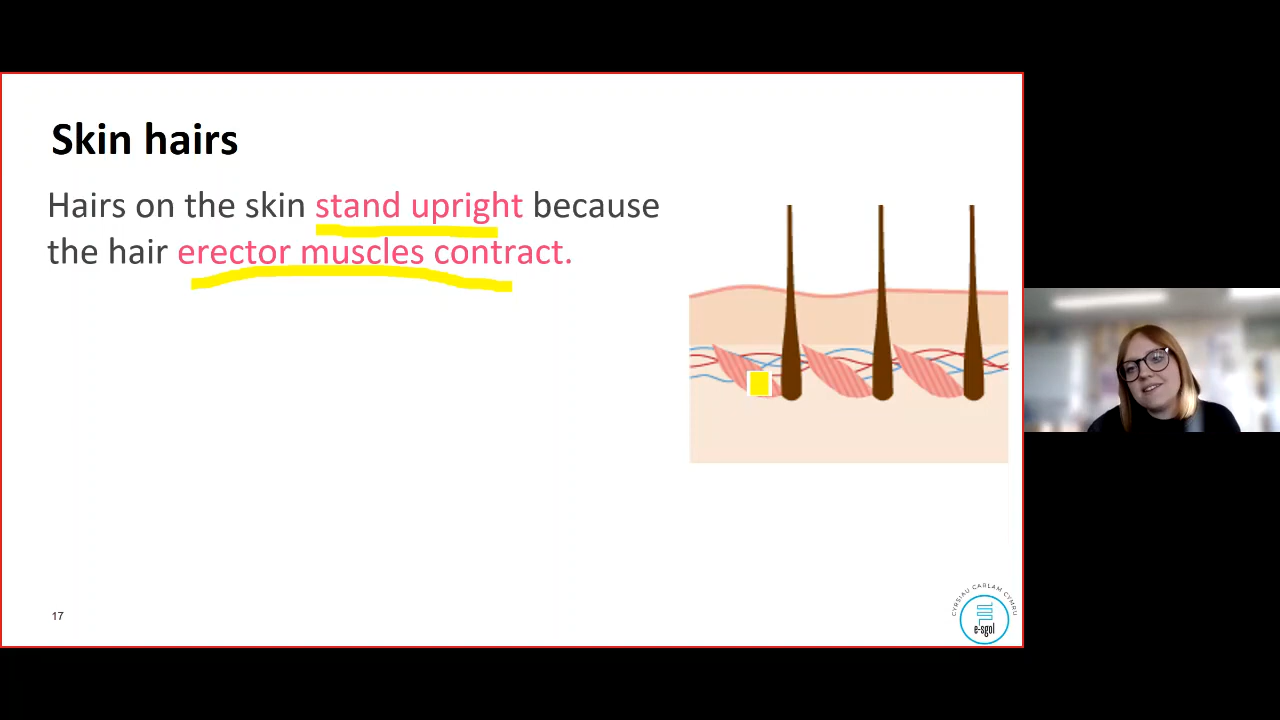 Skin hairs
Hairs on the skin stand upright because
the hair erector muscles contract.
17
CYRSIAU CARLAM CYMRU
e-sgol